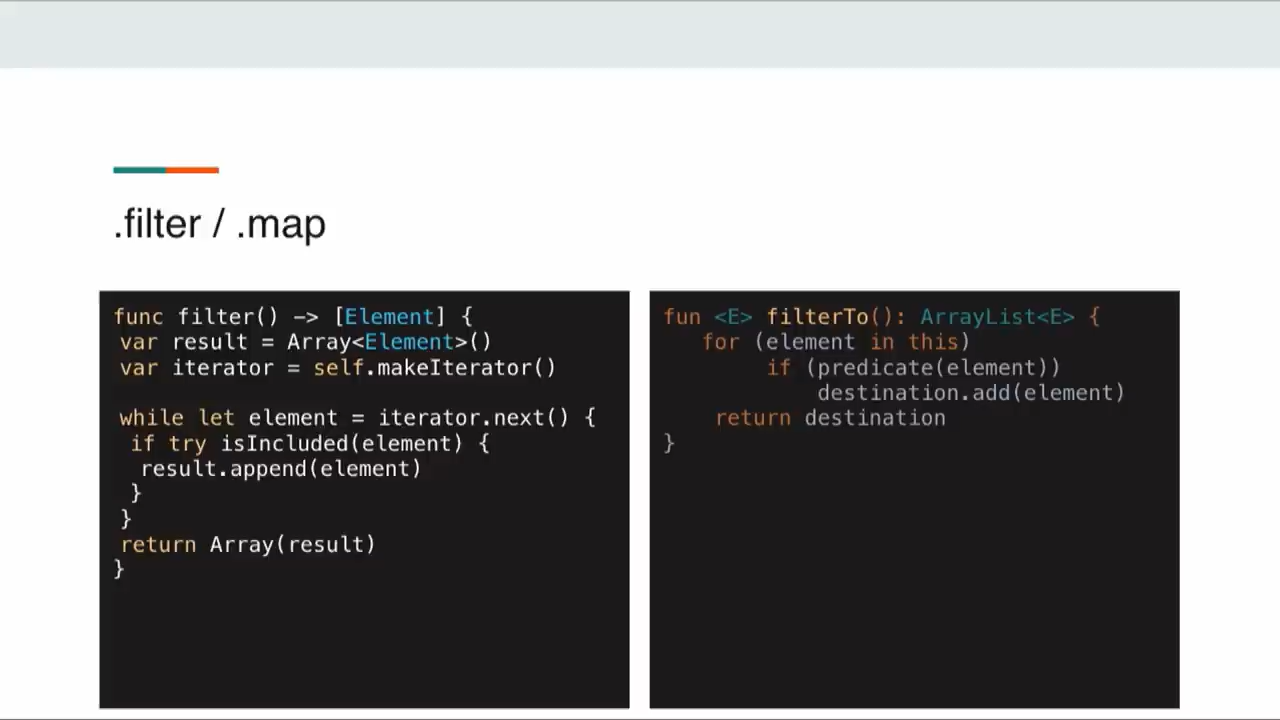 .filter / .map
func filter() -> [Element] {
var result = Array<Element>()
var iterator = self.makeIterator()
while let element = iterator.next() {
if try isIncluded(element) {
result.append(element)
}
}
return Array(result)
}
fun <E> filterTo(): ArrayList<E> {
for (element in this)
if (predicate(element))
destination.add(element)
return destination
}